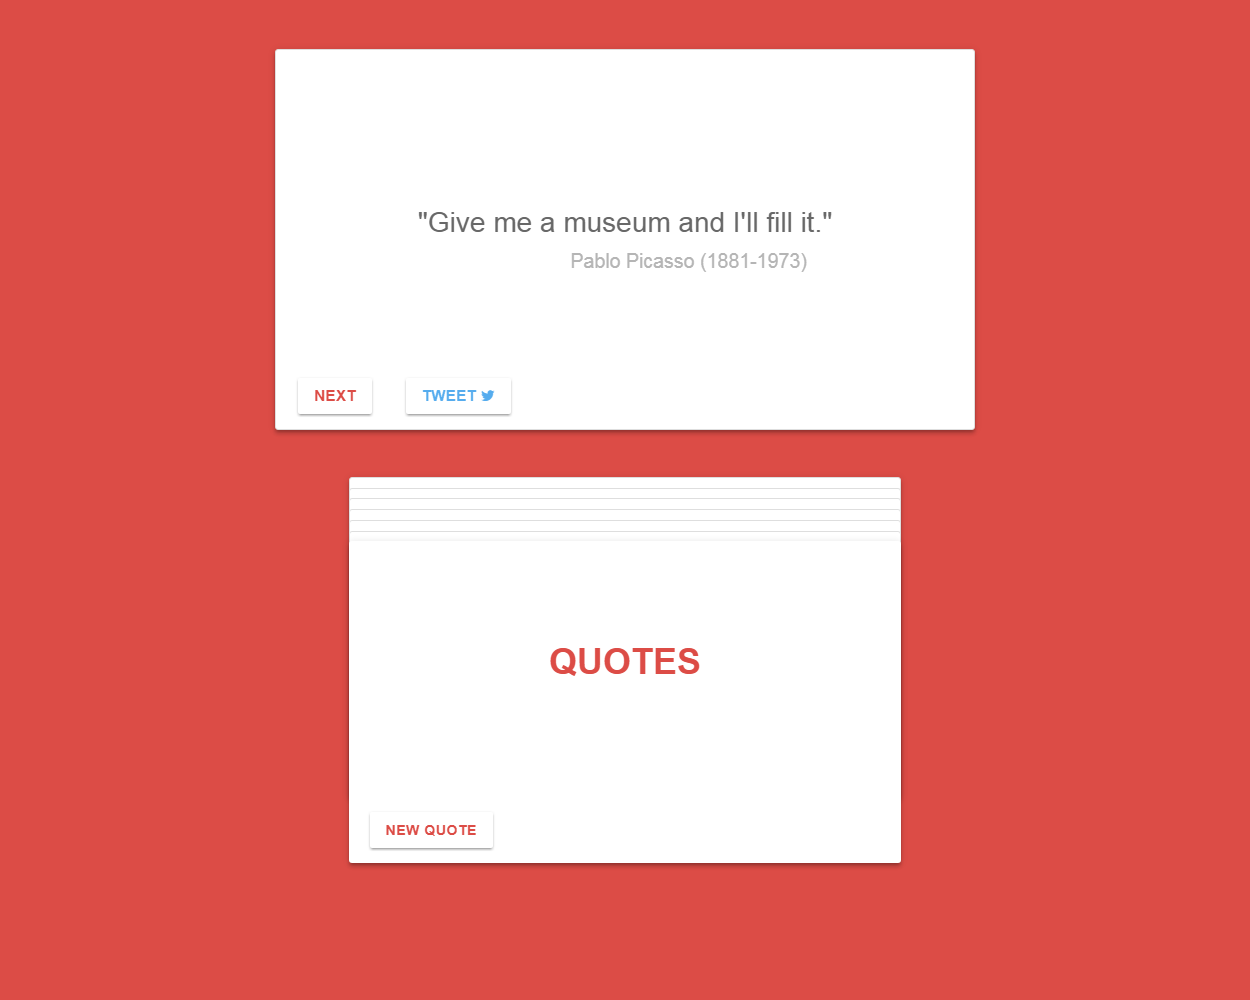 "Give me a museum and I'll fill it."
Pablo Picasso (1881-1973)
NEXT TWEET
QUOTES
NEW QUOTE